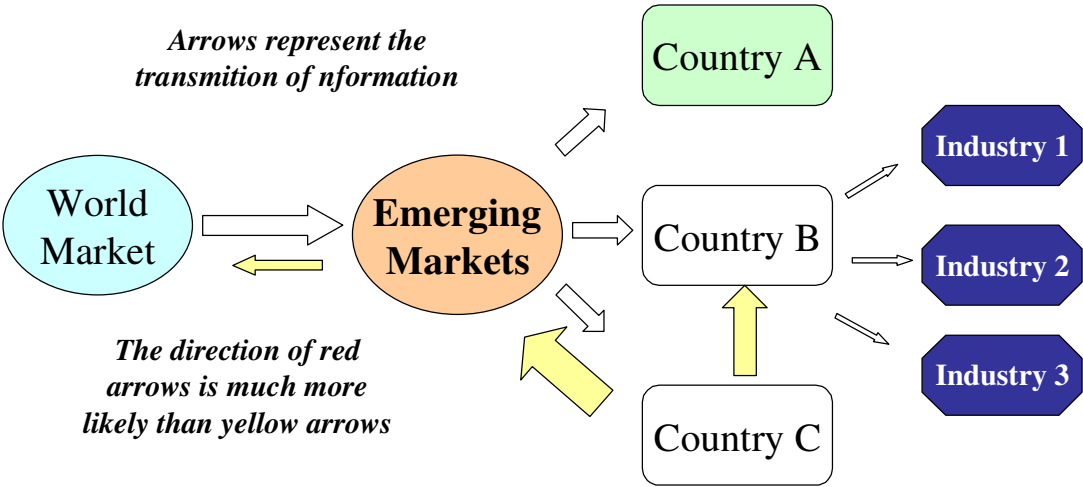 Arrows represent the
transmition of nformation
Country A
Industry 1
World
Market
Emerging
Markets
Country B
Industry 2
The direction of red
arrows is much more
likely than yellow arrows
Industry 3
Country C